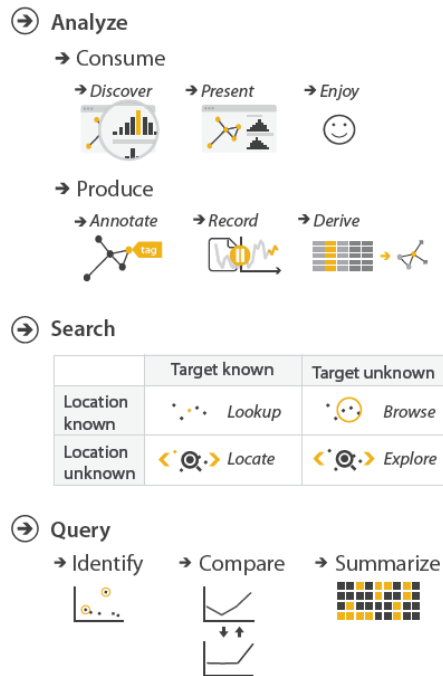 Analyze
Consume
Discover Present Enjoy
Produce
Annotate Record Derive
tag
Search
Target known Target unknown
Location known Lookup Browse
Location unknown Locate Explore
Query
Identify Compare Summarize